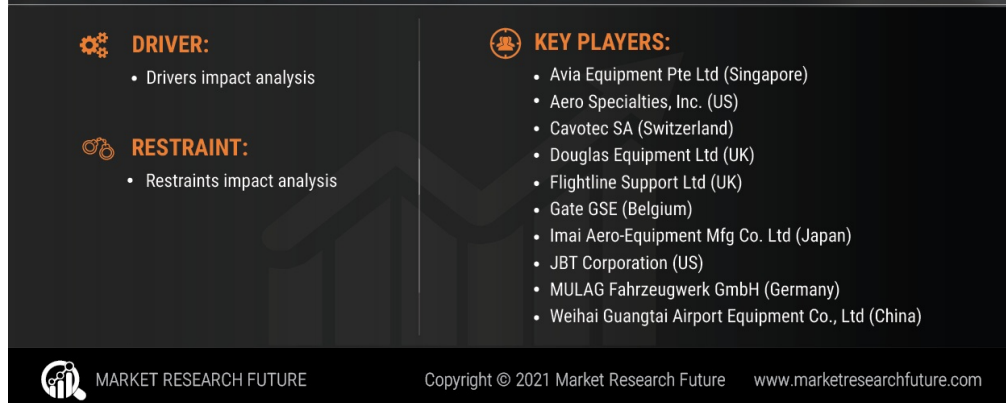 DRIVER:
• Drivers impact analysis
RESTRAINT:
• Restraints impact analysis
KEY PLAYERS:
• Avia Equipment Pte Ltd (Singapore)
• Aero Specialties, Inc. (US)
• Cavotec SA (Switzerland)
• Douglas Equipment Ltd (UK)
• Flightline Support Ltd (UK)
• Gate GSE (Belgium)
• Imai Aero-Equipment Mfg Co. Ltd (Japan)
• JBT Corporation (US)
• MULAG Fahrzeugwerk GmbH (Germany)
• Weihai Guangtai Airport Equipment Co., Ltd (China)
MARKET RESEARCH FUTURE
Copyright © 2021 Market Research Future
www.marketresearchfuture.com